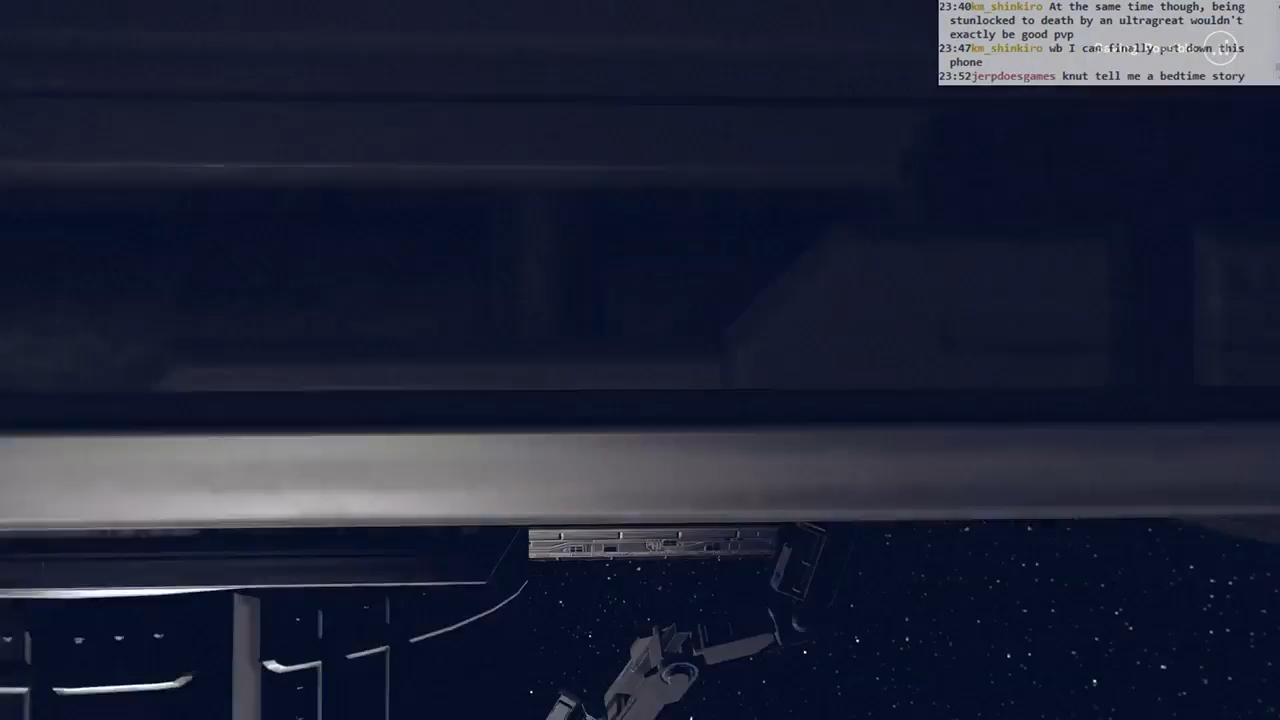 23:40km_shinkiro At the same time though, being
stunlocked to death by an ultragreat wouldn't
exactly be good pvp
23:47km_shinkiro wb I can finally put down this
phone
23:52jerpdoesgames knut tell me a bedtime story